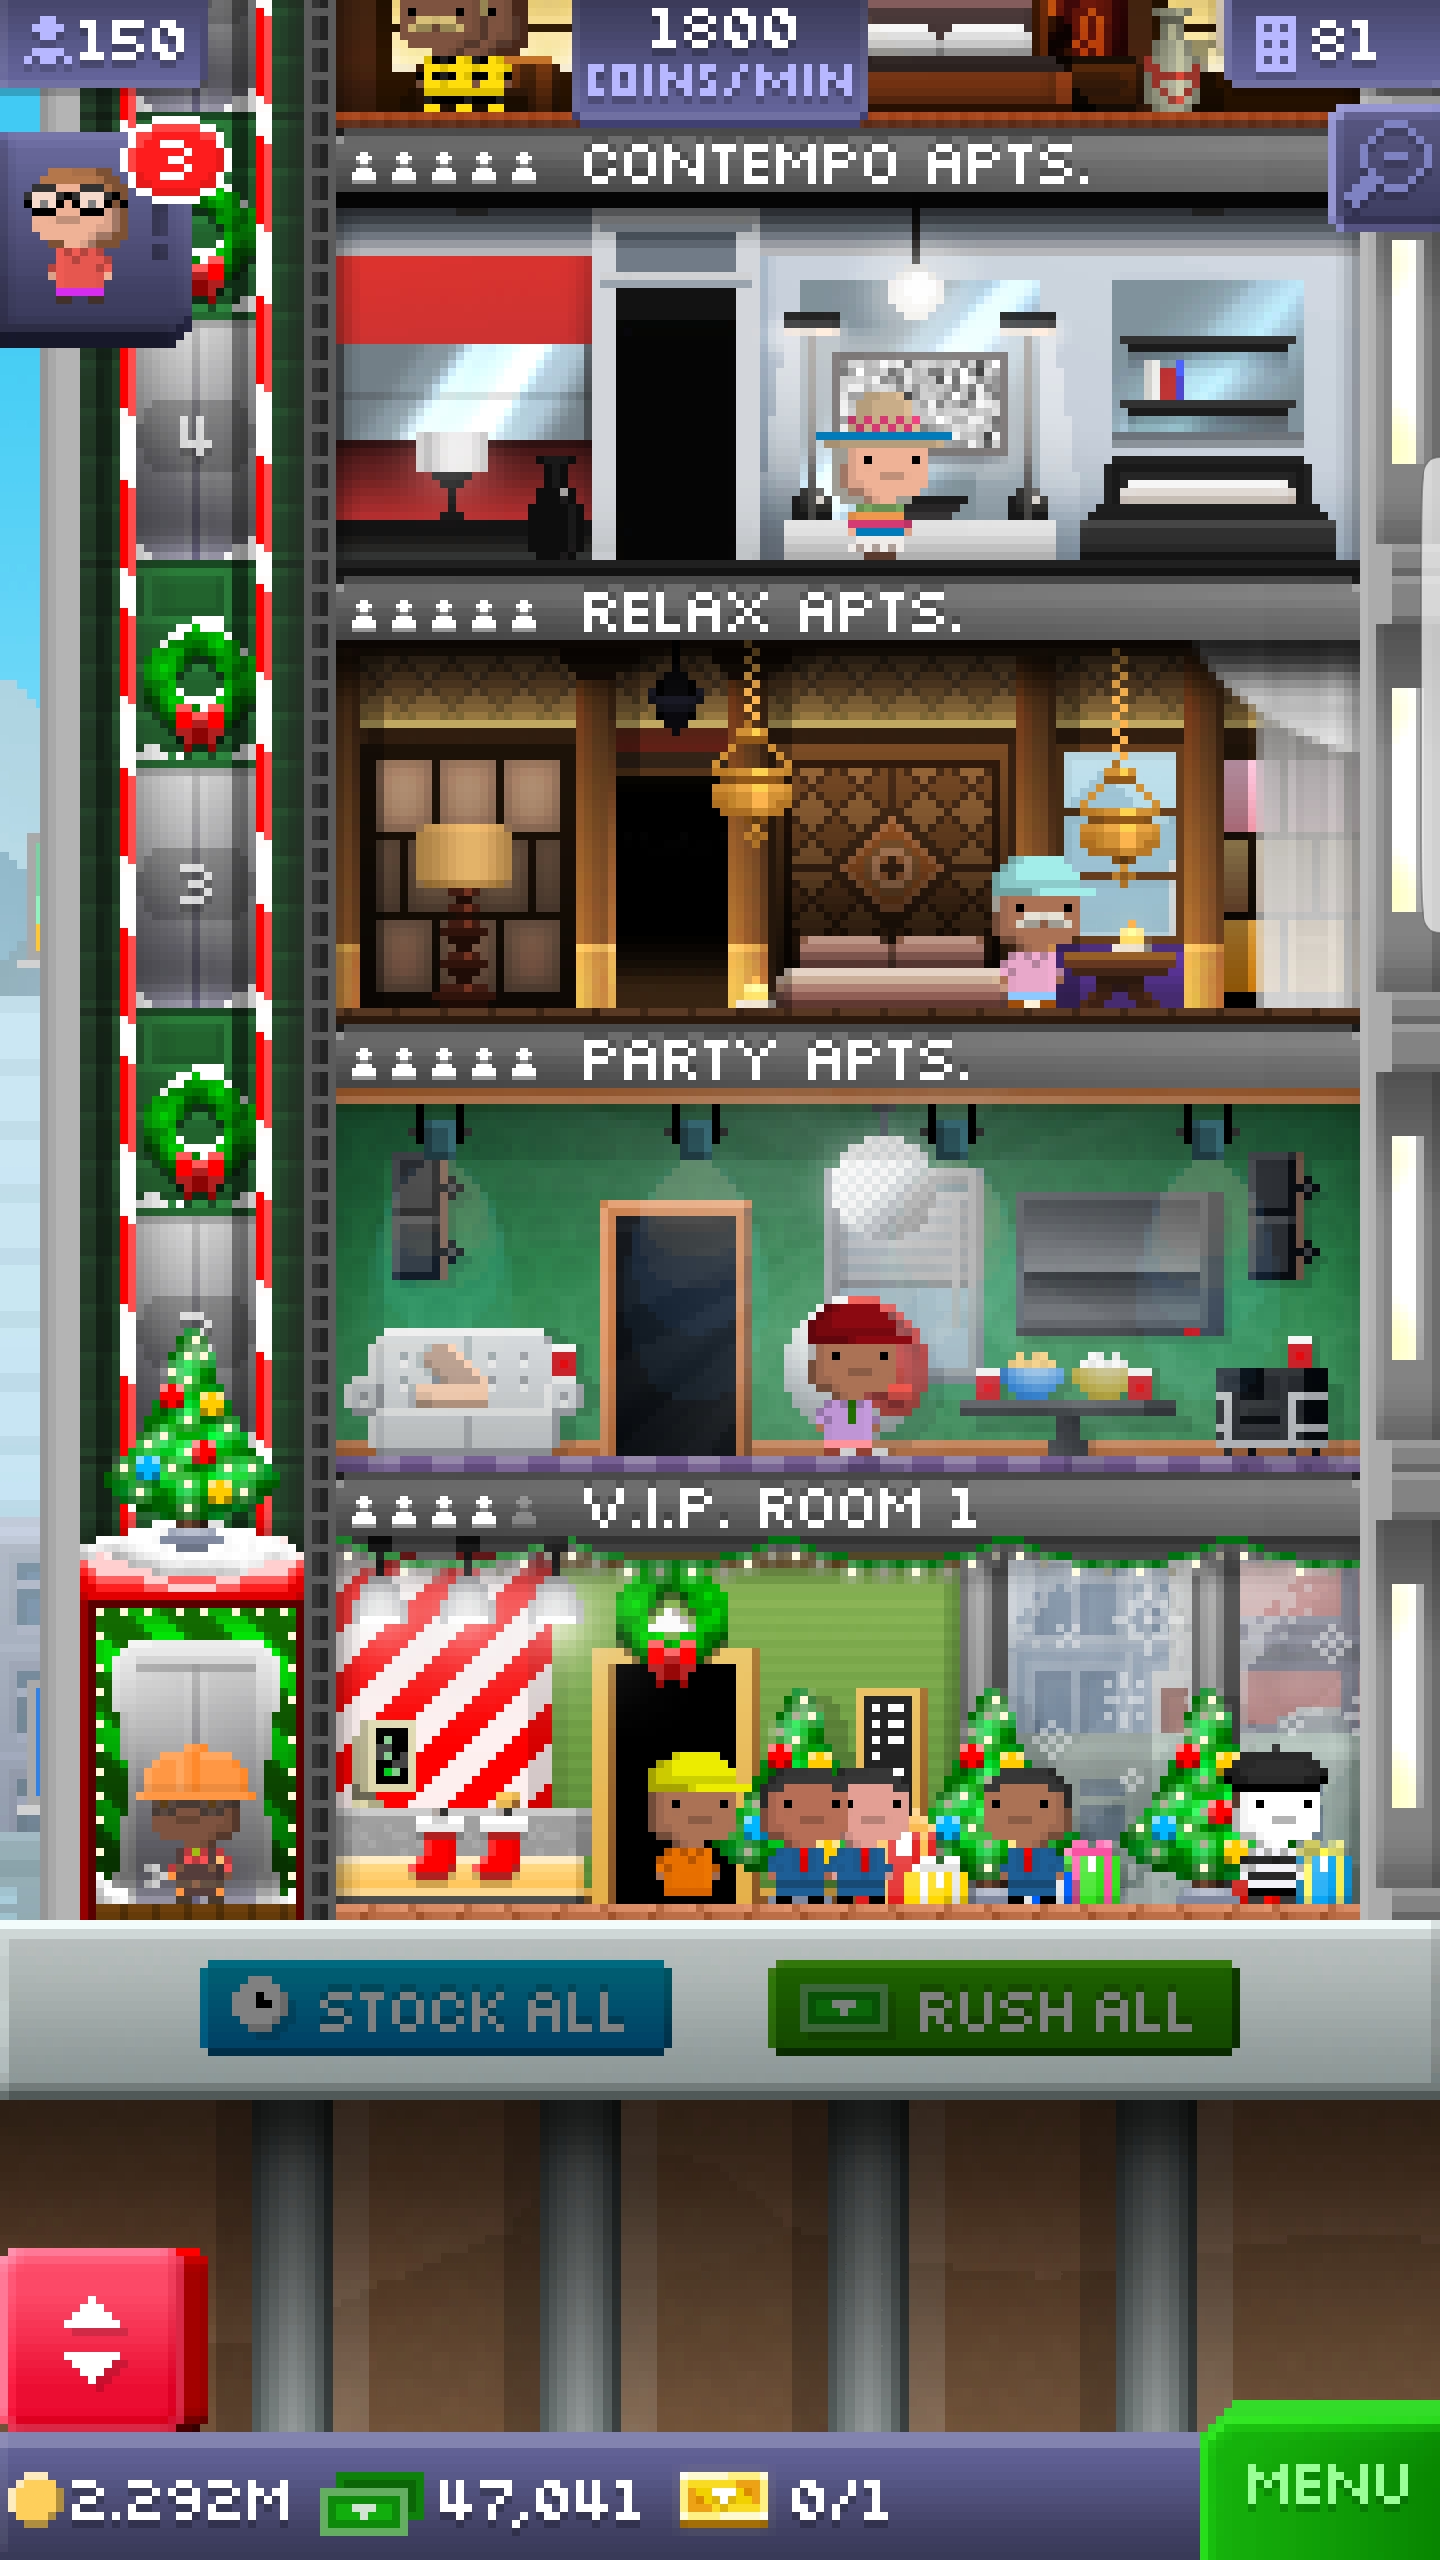 150
1800
COINS/MIN
81
3
CONTEMPO APTS.
4
RELAX APTS.
3
PARTY APTS.
V.I.P. ROOM 1
STOCK ALL
RUSH ALL
2.292M
47,041
0/1
MENU